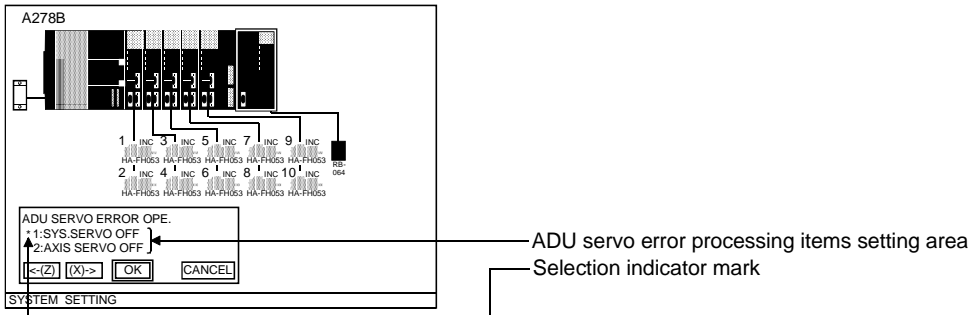 A278B
1 INC 3 INC 5 INC 7 INC 9 INC
HA-FH053 HA-FH053 HA-FH053 HA-FH053 HA-FH053
RB-
064
2 INC 4 INC 6 INC 8 INC 10 INC
HA-FH053 HA-FH053 HA-FH053 HA-FH053 HA-FH053
ADU SERVO ERROR OPE.
*1:SYS.SERVO OFF
2:AXIS SERVO OFF
<-(Z) (X)-> OK CANCEL
SYSTEM SETTING
ADU servo error processing items setting area
Selection indicator mark